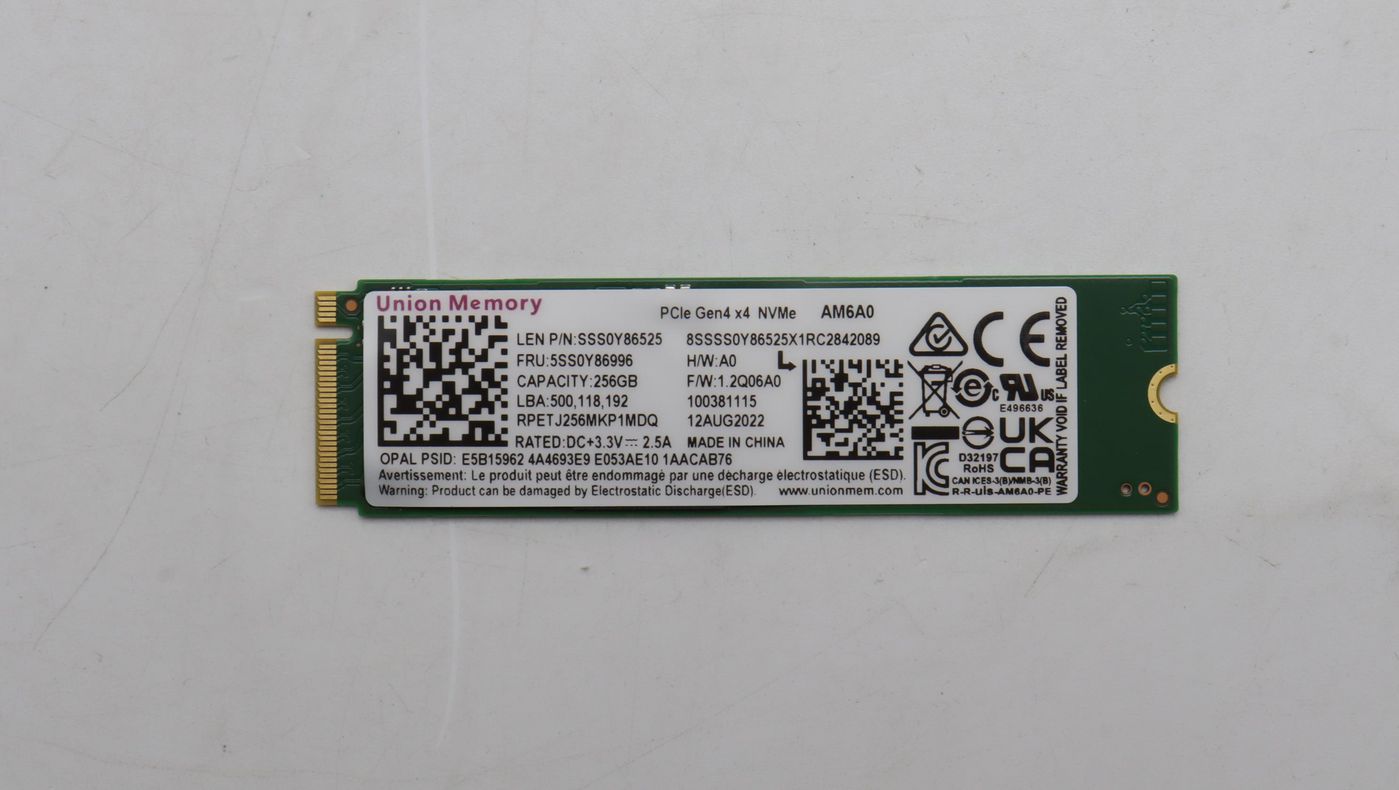 Union Memory
PCIe Gen4 x4 NVMe AM6A0
LEN P/N:SSS0Y86525 8SSSS0Y86525X1RC2842089
FRU:5SS0Y86996 H/W:A0
CAPACITY:256GB F/W:1.2Q06A0
LBA:500,118,192 100381115
RPETJ256MKP1MDQ 12AUG2022
RATED:DC+3.3V⎓ 2.5A MADE IN CHINA
OPAL PSID: E5B15962 4A4693E9 E053AE10 1AACAB76
Avertissement: Le produit peut être endommagé par une décharge électrostatique (ESD).
Warning: Product can be damaged by Electrostatic Discharge(ESD). www.unionmem.com
CE
c UR us
E496636
UK
CA
D32197
RoHS
KC
CAN ICES-3(B)/NMB-3(B)
R-R-UIS-AM6A0-PE
WARRANTY VOID IF LABEL REMOVED